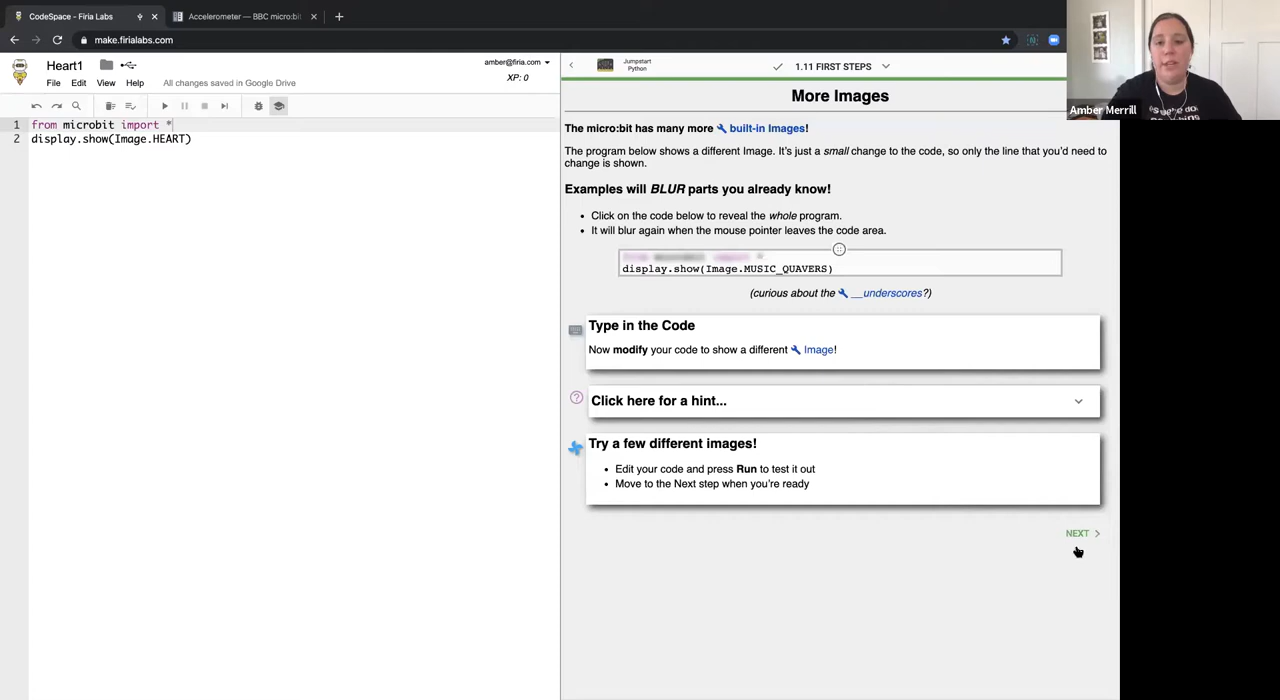 CodeSpace - Firia Labs
Accelerometer — BBC micro:bit
make.firialabs.com
Heart1
File Edit View Help
All changes saved in Google Drive
amber@firia.com
XP: 0
1 from microbit import *
2 display.show(Image.HEART)
Jumpstart
Python
1.11 FIRST STEPS
More Images
The micro:bit has many more built-in Images!
The program below shows a different Image. It's just a small change to the code, so only the line that you'd need to
change is shown.
Examples will BLUR parts you already know!
• Click on the code below to reveal the whole program.
• It will blur again when the mouse pointer leaves the code area.
display.show(Image.MUSIC_QUAVERS)
(curious about the __underscores?)
Type in the Code
Now modify your code to show a different Image!
Click here for a hint...
Try a few different images!
• Edit your code and press Run to test it out
• Move to the Next step when you're ready
NEXT >
Amber Merrill